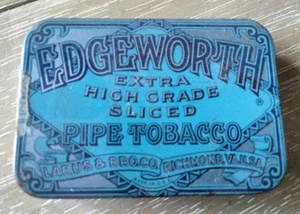 EDGEWORTH
EXTRA
HIGH GRADE
SLICED
PIPE TOBACCO
LARUS & BRO. CO. RICHMOND, VA. U.S.A.